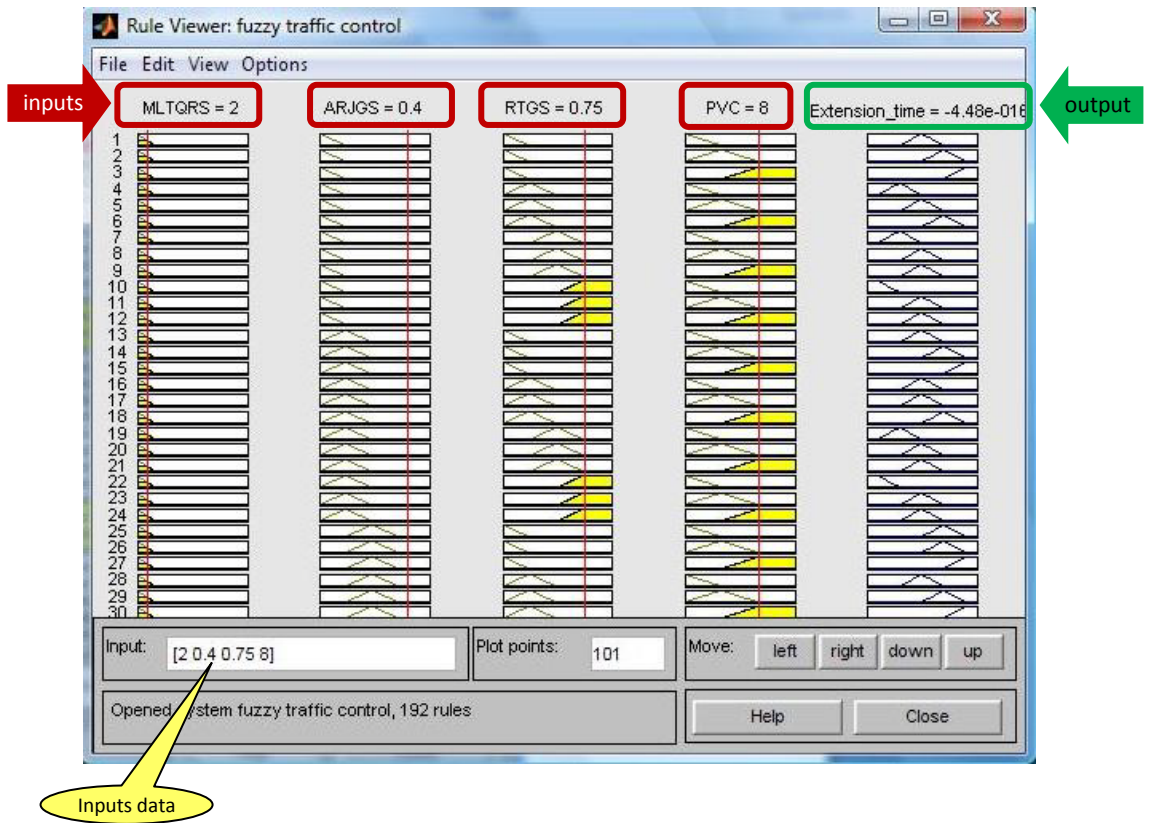 Rule Viewer: fuzzy traffic control
File Edit View Options
inputs
MLTQRS = 2
ARJGS = 0.4
RTGS = 0.75
PVC = 8
Extension_time = -4.48e-016
output
1
2
3
4
5
6
7
8
9
10
11
12
13
14
15
16
17
18
19
20
21
22
23
24
25
26
27
28
29
30
Input:
[2 0.4 0.75 8]
Plot points:
101
Move:
left
right
down
up
Opened system fuzzy traffic control, 192 rules
Help
Close
Inputs data